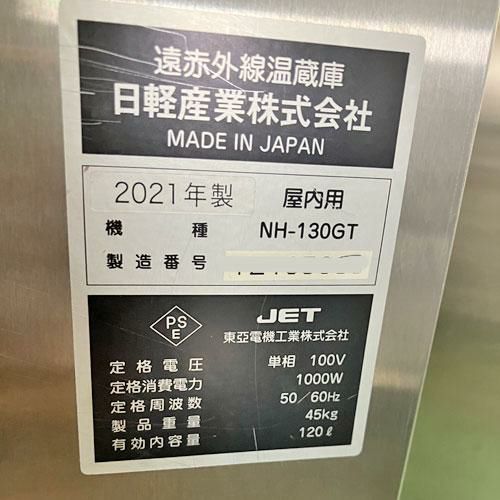 遠赤外線温蔵庫
日軽産業株式会社
MADE IN JAPAN
2021年製 屋内用
機種 NH-130GT
製造番号
PSE JET
東亞電機工業株式会社
定格電圧 単相 100V
定格消費電力 1000W
定格周波数 50/60Hz
製品重量 45kg
有効内容量 120ℓ